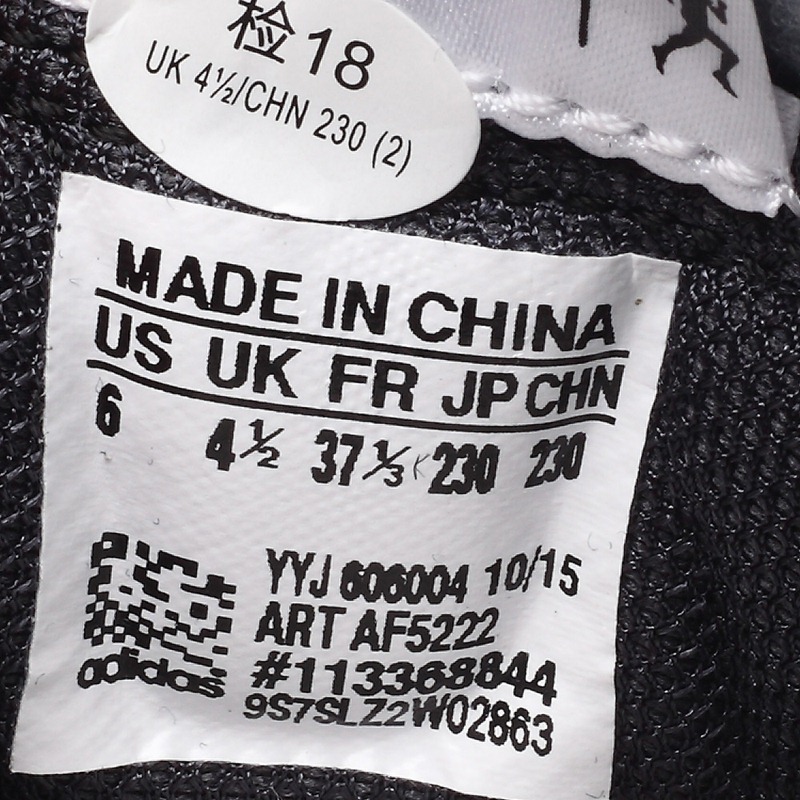 检18
UK 4½/CHN 230 (2)
MADE IN CHINA
US UK FR JP CHN
6 4½ 37⅓ 230 230
YYJ 606004 10/15
ART AF5222
#113368844
adidas
9S7SLZ2W02863